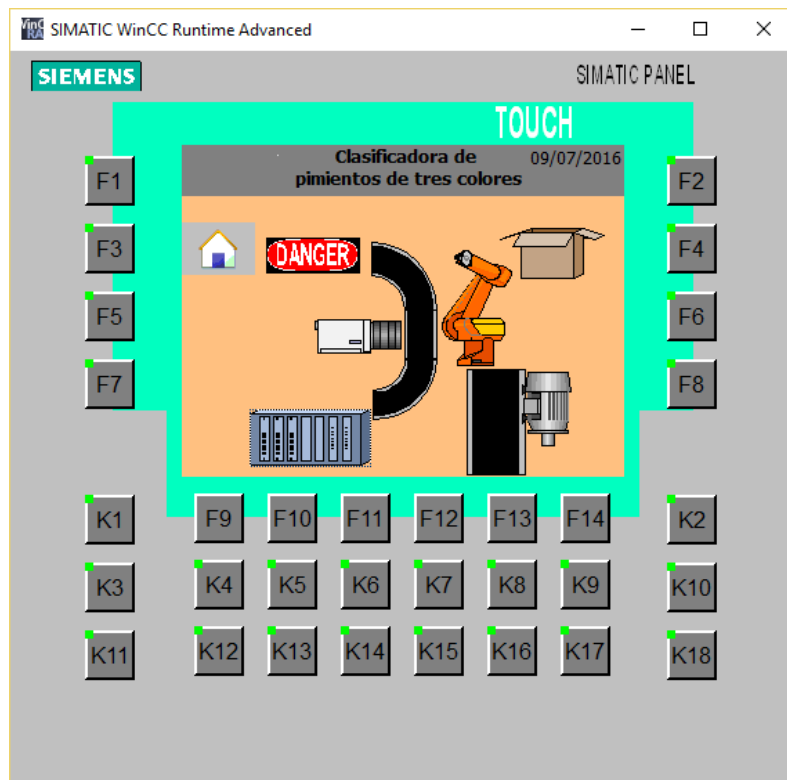 SIMATIC WinCC Runtime Advanced
SIEMENS
SIMATIC PANEL
TOUCH
Clasificadora de
pimientos de tres colores
09/07/2016
F1
F2
F3
DANGER
F4
F5
F6
F7
F8
K1
F9
F10
F11
F12
F13
F14
K2
K3
K4
K5
K6
K7
K8
K9
K10
K11
K12
K13
K14
K15
K16
K17
K18